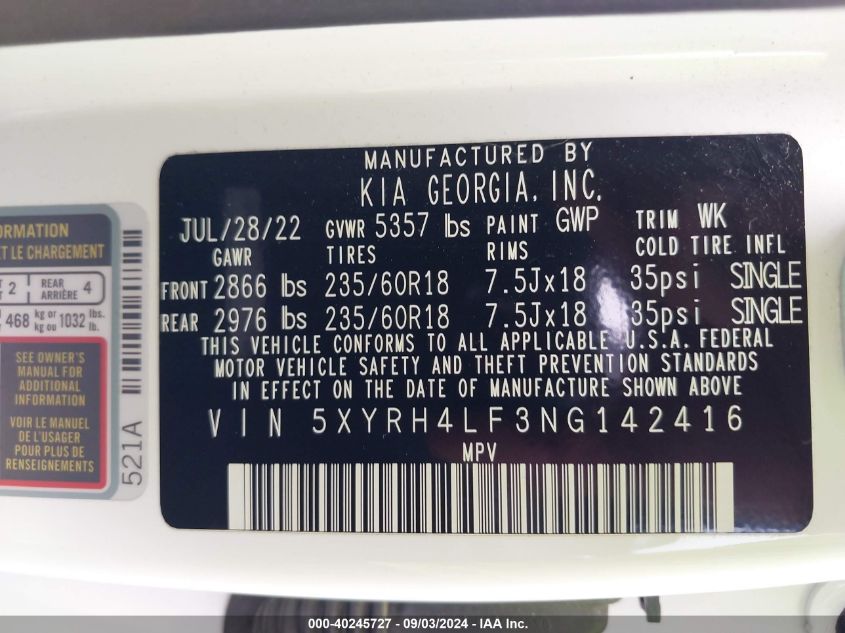 MANUFACTURED BY
KIA GEORGIA, INC.
JUL/28/22 GVWR 5357 lbs PAINT GWP TRIM WK
GAWR TIRES RIMS COLD TIRE INFL
FRONT 2866 lbs 235/60R18 7.5Jx18 35psi SINGLE
REAR 2976 lbs 235/60R18 7.5Jx18 35psi SINGLE
THIS VEHICLE CONFORMS TO ALL APPLICABLE U.S.A. FEDERAL
MOTOR VEHICLE SAFETY AND THEFT PREVENTION STANDARDS
IN EFFECT ON THE DATE OF MANUFACTURE SHOWN ABOVE
VIN 5XYRH4LF3NG142416
MPV
ORMATION
ET LE CHARGEMENT
2 REAR ARRIÈRE 4
468 kg or kg ou 1032 lbs. lb.
SEE OWNER'S
MANUAL FOR
ADDITIONAL
INFORMATION
VOIR LE MANUEL
DE L'USAGER
POUR PLUS DE
RENSEIGNEMENTS
521A
000-40245727 - 09/03/2024 - IAA Inc.